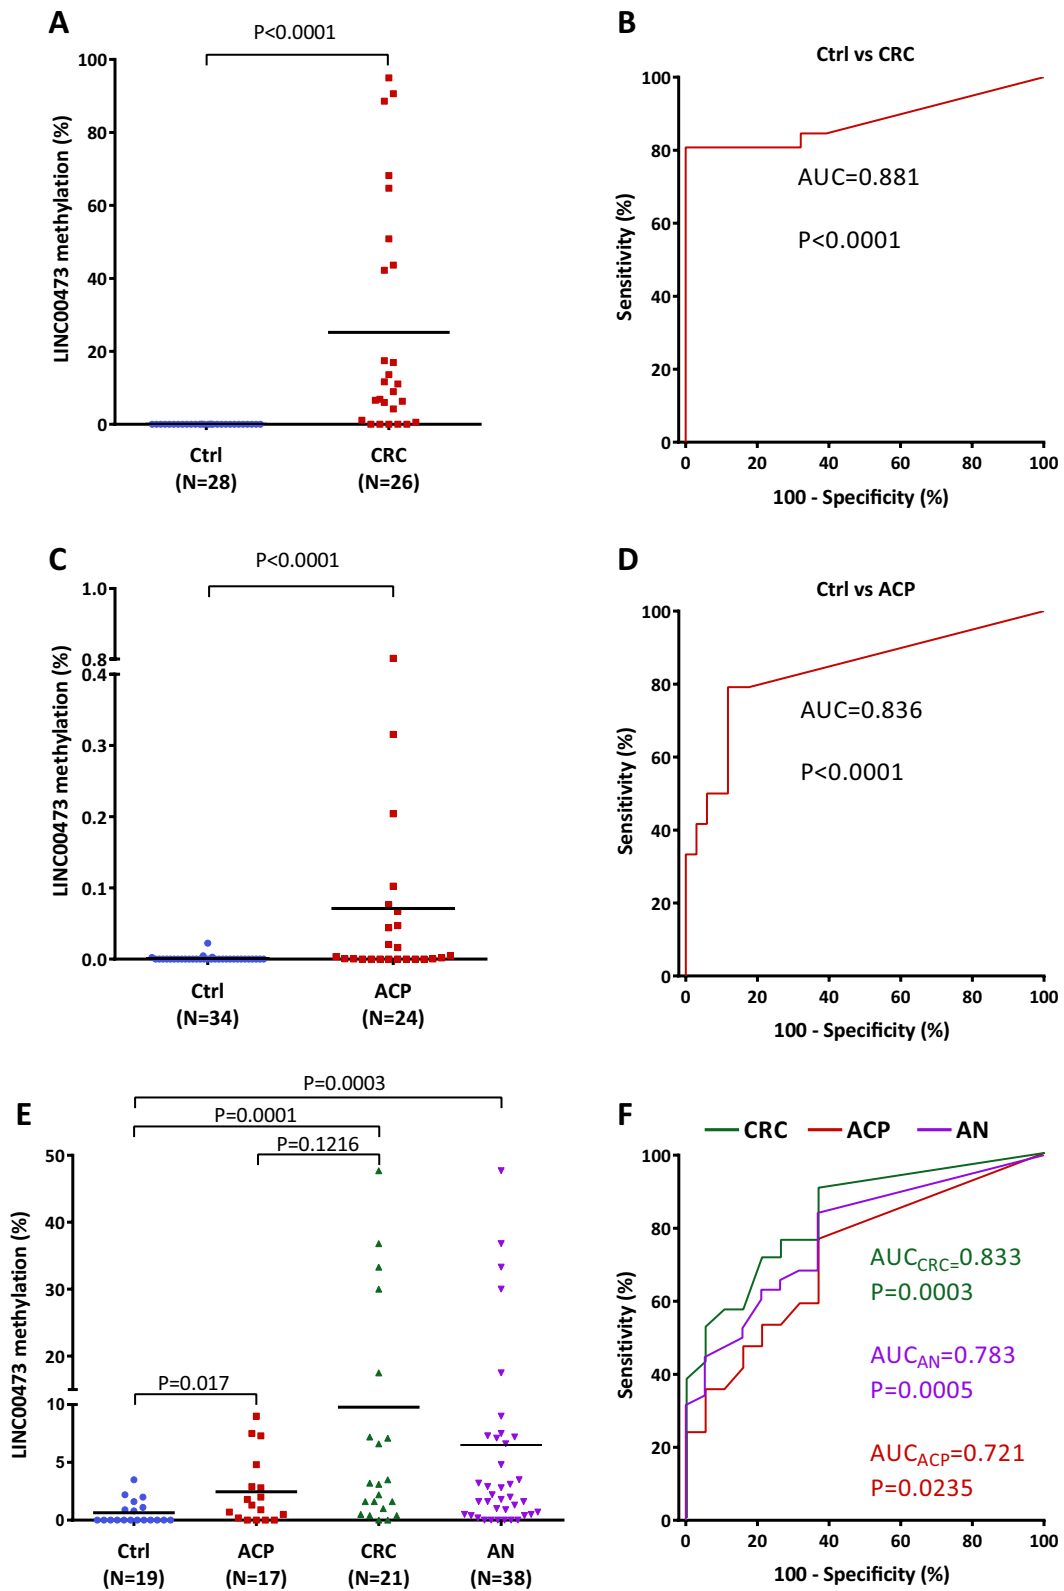 A
P<0.0001
LINC00473 methylation (%)
100
80
60
40
20
0
Ctrl
(N=28)
CRC
(N=26)
B
Ctrl vs CRC
Sensitivity (%)
100
80
60
40
20
0
AUC=0.881
P<0.0001
0 20 40 60 80 100
100 - Specificity (%)
C
P<0.0001
LINC00473 methylation (%)
1.0
0.8
0.4
0.3
0.2
0.1
0.0
Ctrl
(N=34)
ACP
(N=24)
D
Ctrl vs ACP
Sensitivity (%)
100
80
60
40
20
0
AUC=0.836
P<0.0001
0 20 40 60 80 100
100 - Specificity (%)
E
P=0.0003
P=0.0001
P=0.1216
P=0.017
LINC00473 methylation (%)
50
40
30
20
10
5
0
Ctrl
(N=19)
ACP
(N=17)
CRC
(N=21)
AN
(N=38)
F
CRC ACP AN
Sensitivity (%)
100
80
60
40
20
0
AUCCRC=0.833
P=0.0003
AUCAN=0.783
P=0.0005
AUCACP=0.721
P=0.0235
0 20 40 60 80 100
100 - Specificity (%)